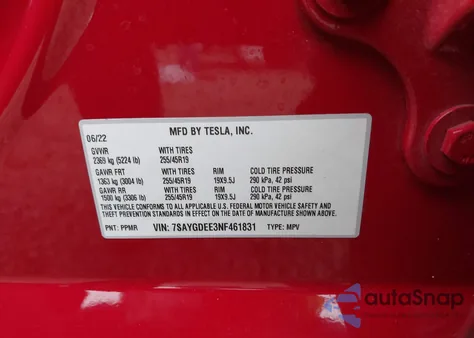 06/22 MFD BY TESLA, INC.
GVWR WITH TIRES
2369 kg (5224 lb) 255/45R19
GAWR FRT WITH TIRES RIM COLD TIRE PRESSURE
1363 kg (3004 lb) 255/45R19 19X9.5J 290 kPa, 42 psi
GAWR RR WITH TIRES RIM COLD TIRE PRESSURE
1500 kg (3306 lb) 255/45R19 19X9.5J 290 kPa, 42 psi
THIS VEHICLE CONFORMS TO ALL APPLICABLE U.S. FEDERAL MOTOR VEHICLE SAFETY AND
THEFT PREVENTION STANDARDS IN EFFECT ON THE DATE OF MANUFACTURE SHOWN ABOVE.
PNT: PPMR VIN: 7SAYGDEE3NF461831 TYPE: MPV
autoSnap